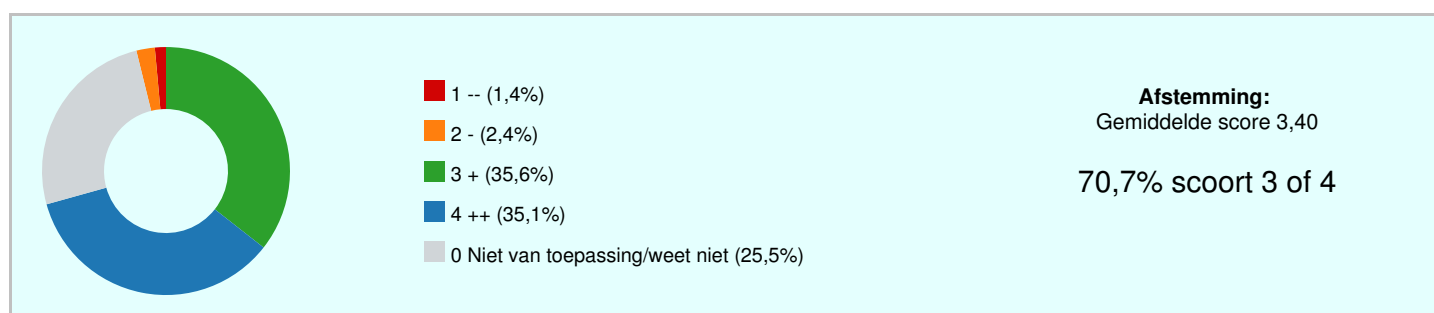 1 -- (1,4%)
2 - (2,4%)
3 + (35,6%)
4 ++ (35,1%)
0 Niet van toepassing/weet niet (25,5%)
Afstemming:
Gemiddelde score 3,40
70,7% scoort 3 of 4